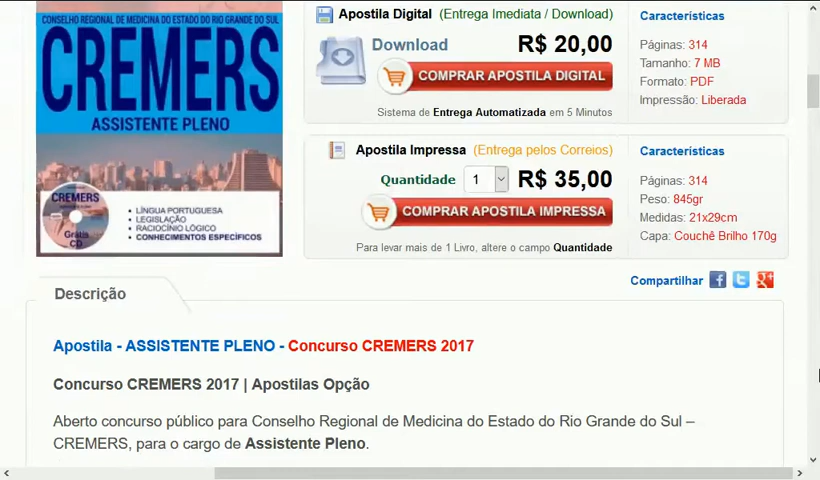 CONSELHO REGIONAL DE MEDICINA DO ESTADO DO RIO GRANDE DO SUL
CREMERS
ASSISTENTE PLENO
CREMERS
Grátis
CD
• LÍNGUA PORTUGUESA
• LEGISLAÇÃO
• RACIOCÍNIO LÓGICO
• CONHECIMENTOS ESPECÍFICOS
Apostila Digital (Entrega Imediata / Download)
Download R$ 20,00
COMPRAR APOSTILA DIGITAL
Sistema de Entrega Automatizada em 5 Minutos
Características
Páginas: 314
Tamanho: 7 MB
Formato: PDF
Impressão: Liberada
Apostila Impressa (Entrega pelos Correios)
Quantidade 1 R$ 35,00
COMPRAR APOSTILA IMPRESSA
Para levar mais de 1 Livro, altere o campo Quantidade
Características
Páginas: 314
Peso: 845gr
Medidas: 21x29cm
Capa: Couchê Brilho 170g
Compartilhar
Descrição
Apostila - ASSISTENTE PLENO - Concurso CREMERS 2017
Concurso CREMERS 2017 | Apostilas Opção
Aberto concurso público para Conselho Regional de Medicina do Estado do Rio Grande do Sul –
CREMERS, para o cargo de Assistente Pleno.